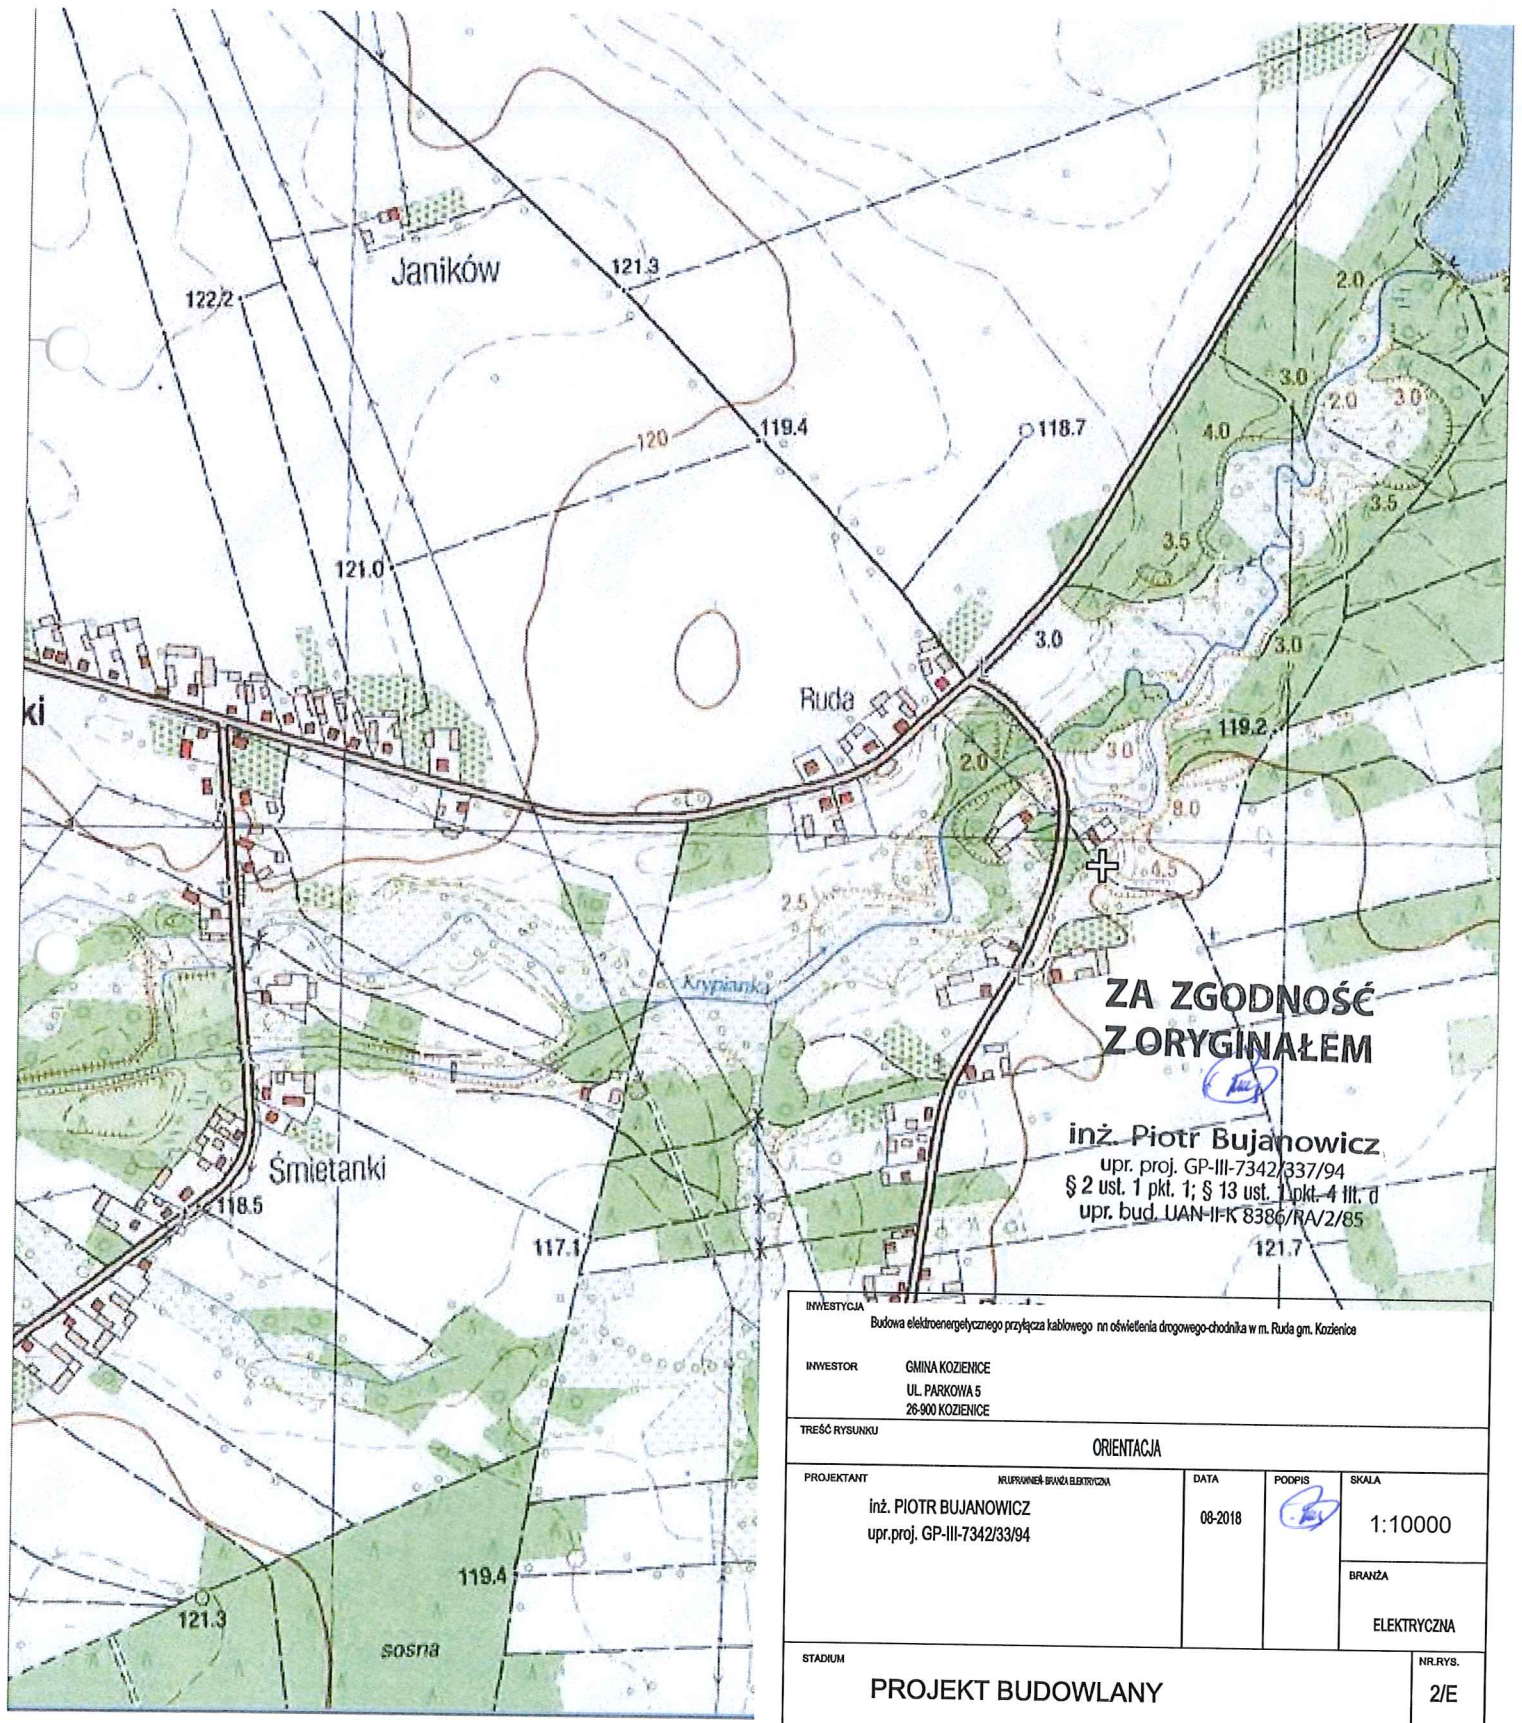 Janików
122.2
121.3
2.0
3.0
2.0
3.0
120
119.4
118.7
4.0
3.5
3.5
121.0
3.0
3.0
Ruda
ki
119.2
2.0
3.0
8.0
4.5
2.5
Krypianka
ZA ZGODNOŚĆ
Z ORYGINAŁEM
inż. Piotr Bujanowicz
upr. proj. GP-III-7342/337/94
§ 2 ust. 1 pkt. 1; § 13 ust. 1 pkt. 4 lit. d
upr. bud. UAN-II-K 8386/RA/2/85
Śmietanki
118.5
117.1
121.7
INWESTYCJA
Budowa elektroenergetycznego przyłącza kablowego nn oświetlenia drogowego-chodnika w m. Ruda gm. Kozienice
INWESTOR GMINA KOZIENICE
UL. PARKOWA 5
26-900 KOZIENICE
TREŚĆ RYSUNKU
ORIENTACJA
PROJEKTANT NR.UPRAWNIEŃ-BRANŻA ELEKTRYCZNA DATA PODPIS SKALA
inż. PIOTR BUJANOWICZ
upr.proj. GP-III-7342/33/94
08-2018
1:10000
BRANŻA
ELEKTRYCZNA
119.4
121.3
sosna
STADIUM
PROJEKT BUDOWLANY
NR.RYS.
2/E